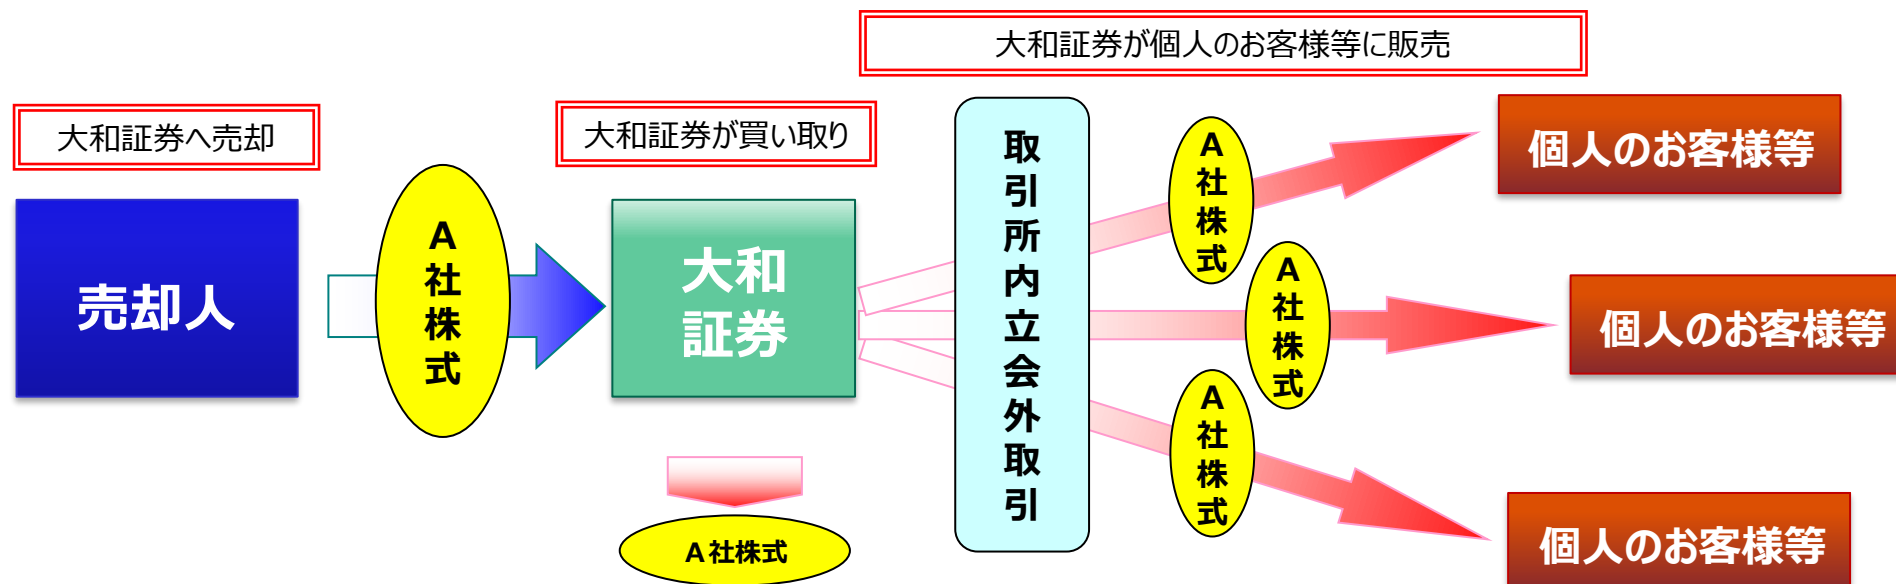 大和証券が個人のお客様等に販売
大和証券へ売却
大和証券が買い取り
売却人
A社株式
大和
証券
取引所内立会外取引
A社株式
個人のお客様等
A社株式
個人のお客様等
A社株式
個人のお客様等
A社株式